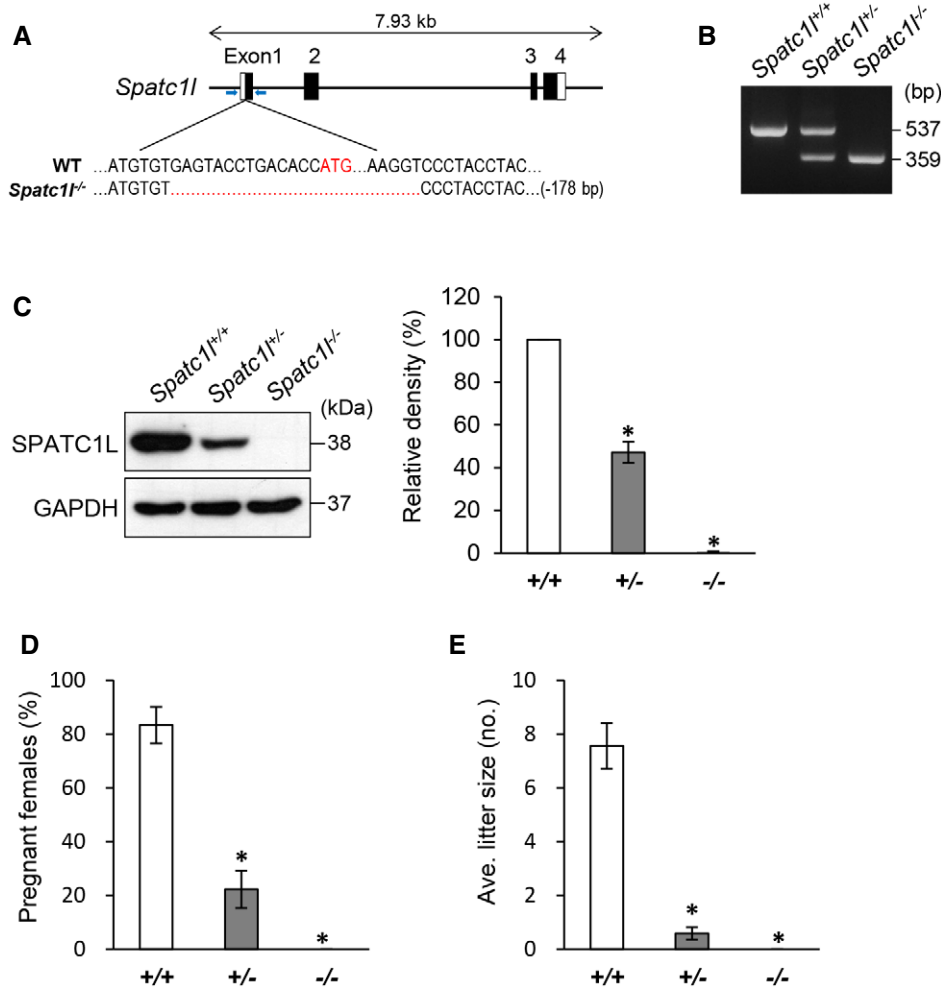 A
7.93 kb
Exon1 2 3 4
Spatc1l
WT ...ATGTGTGAGTACCTGACACCATG...AAGGTCCCTACCTAC...
Spatc1l-/- ...ATGTGT..........................................CCCTACCTAC...(-178 bp)
B
Spatc1l+/+ Spatc1l+/- Spatc1l-/-
(bp)
537
359
C
Spatc1l+/+ Spatc1l+/- Spatc1l-/-
(kDa)
SPATC1L 38
GAPDH 37
Relative density (%)
120
100
80
60
40
20
0
* *
+/+ +/- -/-
D
Pregnant females (%)
100
80
60
40
20
0
* *
+/+ +/- -/-
E
Ave. litter size (no.)
10
8
6
4
2
0
* *
+/+ +/- -/-